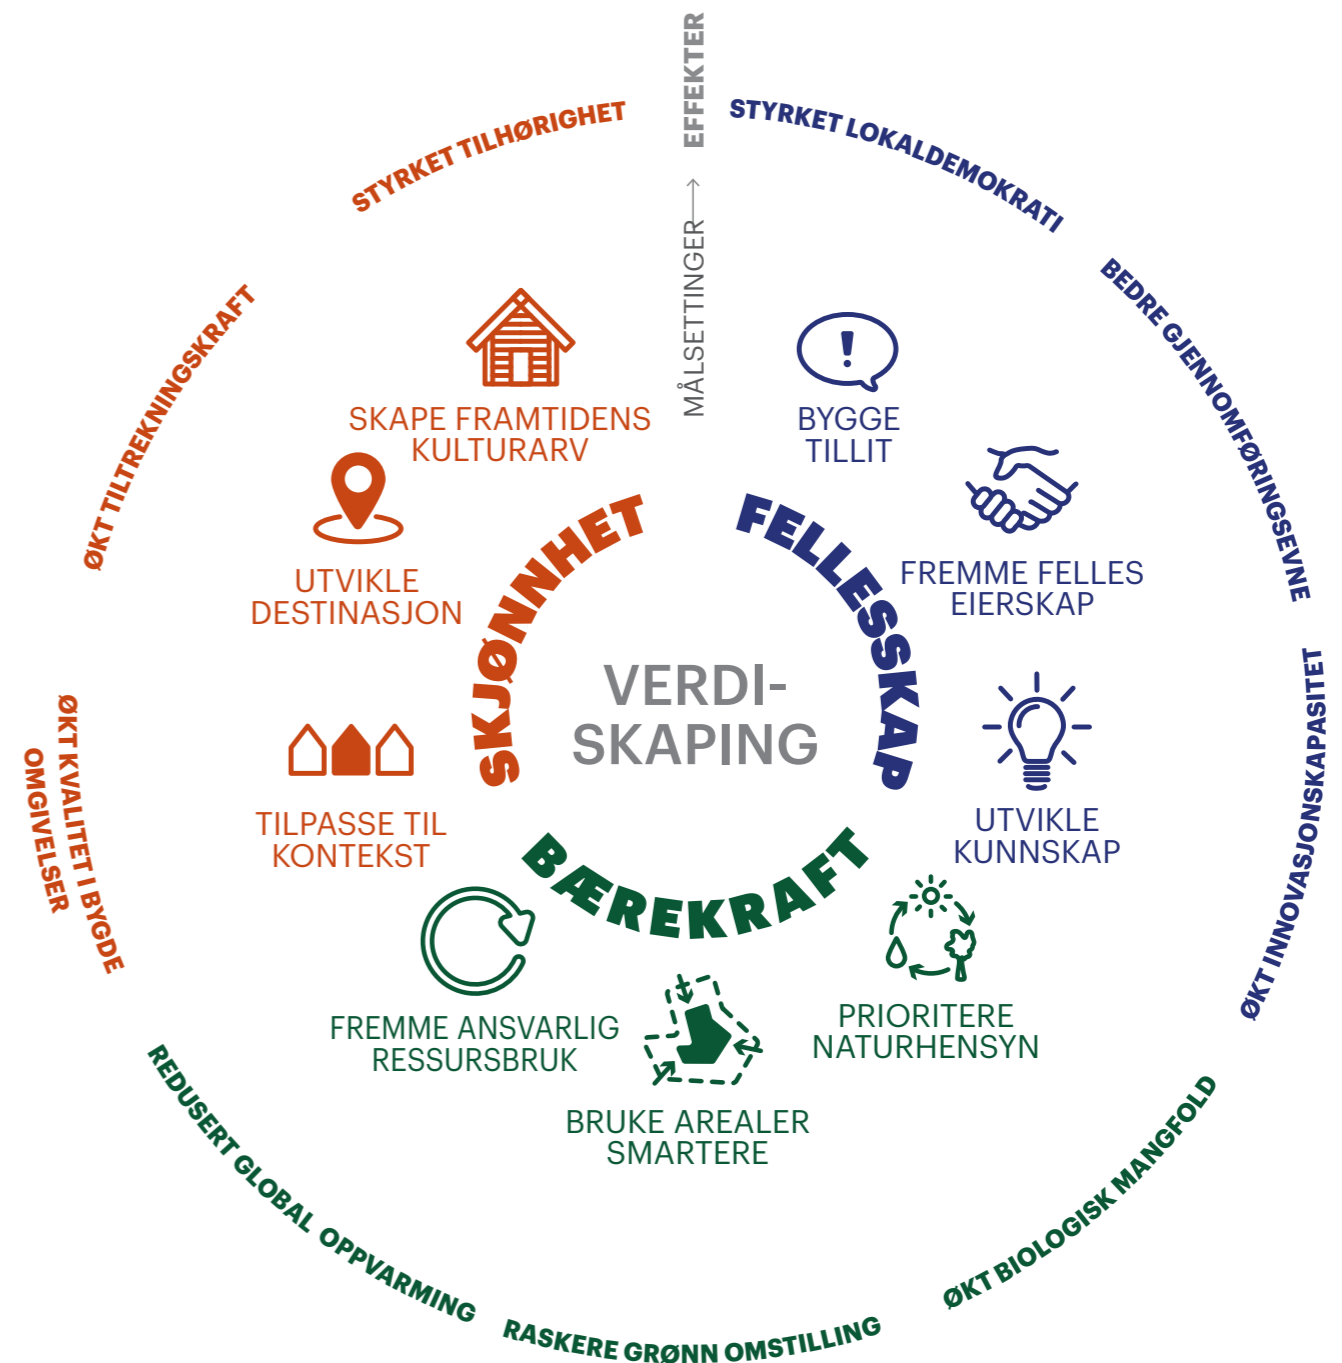 EFFEKTER
MÅLSETTINGER
STYRKET TILHØRIGHET
STYRKET LOKALDEMOKRATI
ØKT TILTREKNINGSKRAFT
BEDRE GJENNOMFØRINGSEVNE
SKAPE FRAMTIDENS
KULTURARV
BYGGE
TILLIT
UTVIKLE
DESTINASJON
FREMME FELLES
EIERSKAP
SKJØNNHET
FELLESSKAP
VERDI-
SKAPING
ØKT KVALITET I BYGDE
OMGIVELSER
ØKT INNOVASJONSKAPASITET
TILPASSE TIL
KONTEKST
UTVIKLE
KUNNSKAP
BÆREKRAFT
FREMME ANSVARLIG
RESSURSBRUK
PRIORITERE
NATURHENSYN
BRUKE AREALER
SMARTERE
REDUSERT GLOBAL OPPVARMING
RASKERE GRØNN OMSTILLING
ØKT BIOLOGISK MANGFOLD